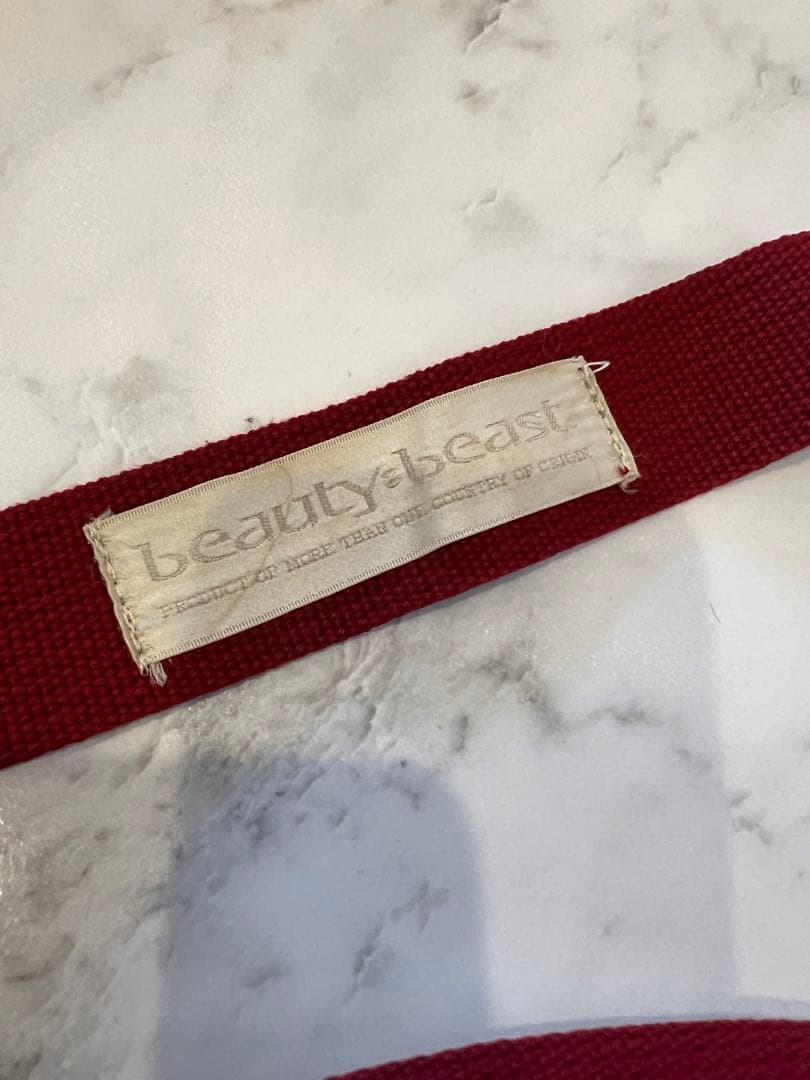 beauty:beast
PRODUCT OF MORE THAN ONE COUNTRY OF ORIGIN